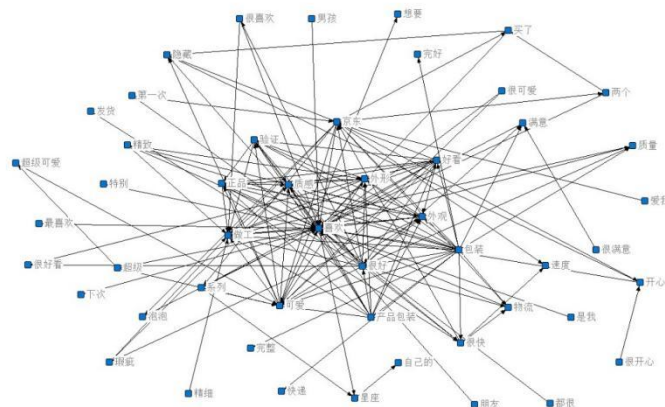 很喜欢
男孩
想要
买了
隐藏
完好
第一次
很可爱
两个
发货
京东
满意
验证
精致
质量
超级可爱
好看
特别
正品
质感
外形
爱我
最喜欢
外观
做工
喜欢
包装
很满意
很好看
超级
很好
速度
系列
开心
下次
可爱
物流
泡泡
产品包装
是我
很快
完整
瑕疵
自己的
很开心
精细
快递
星座
朋友
都很